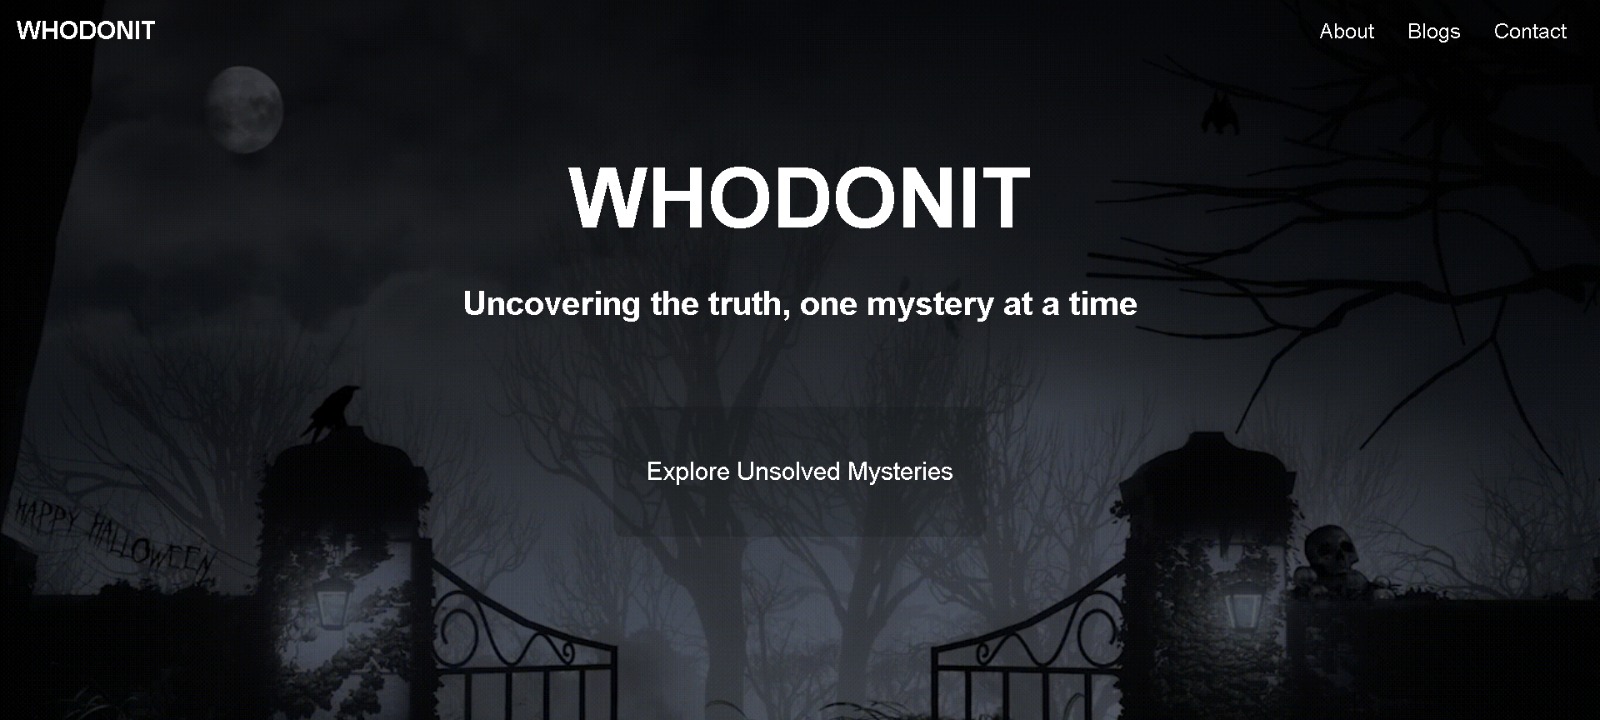 WHODONIT
About Blogs Contact
WHODONIT
Uncovering the truth, one mystery at a time
Explore Unsolved Mysteries
HAPPY HALLOWEEN